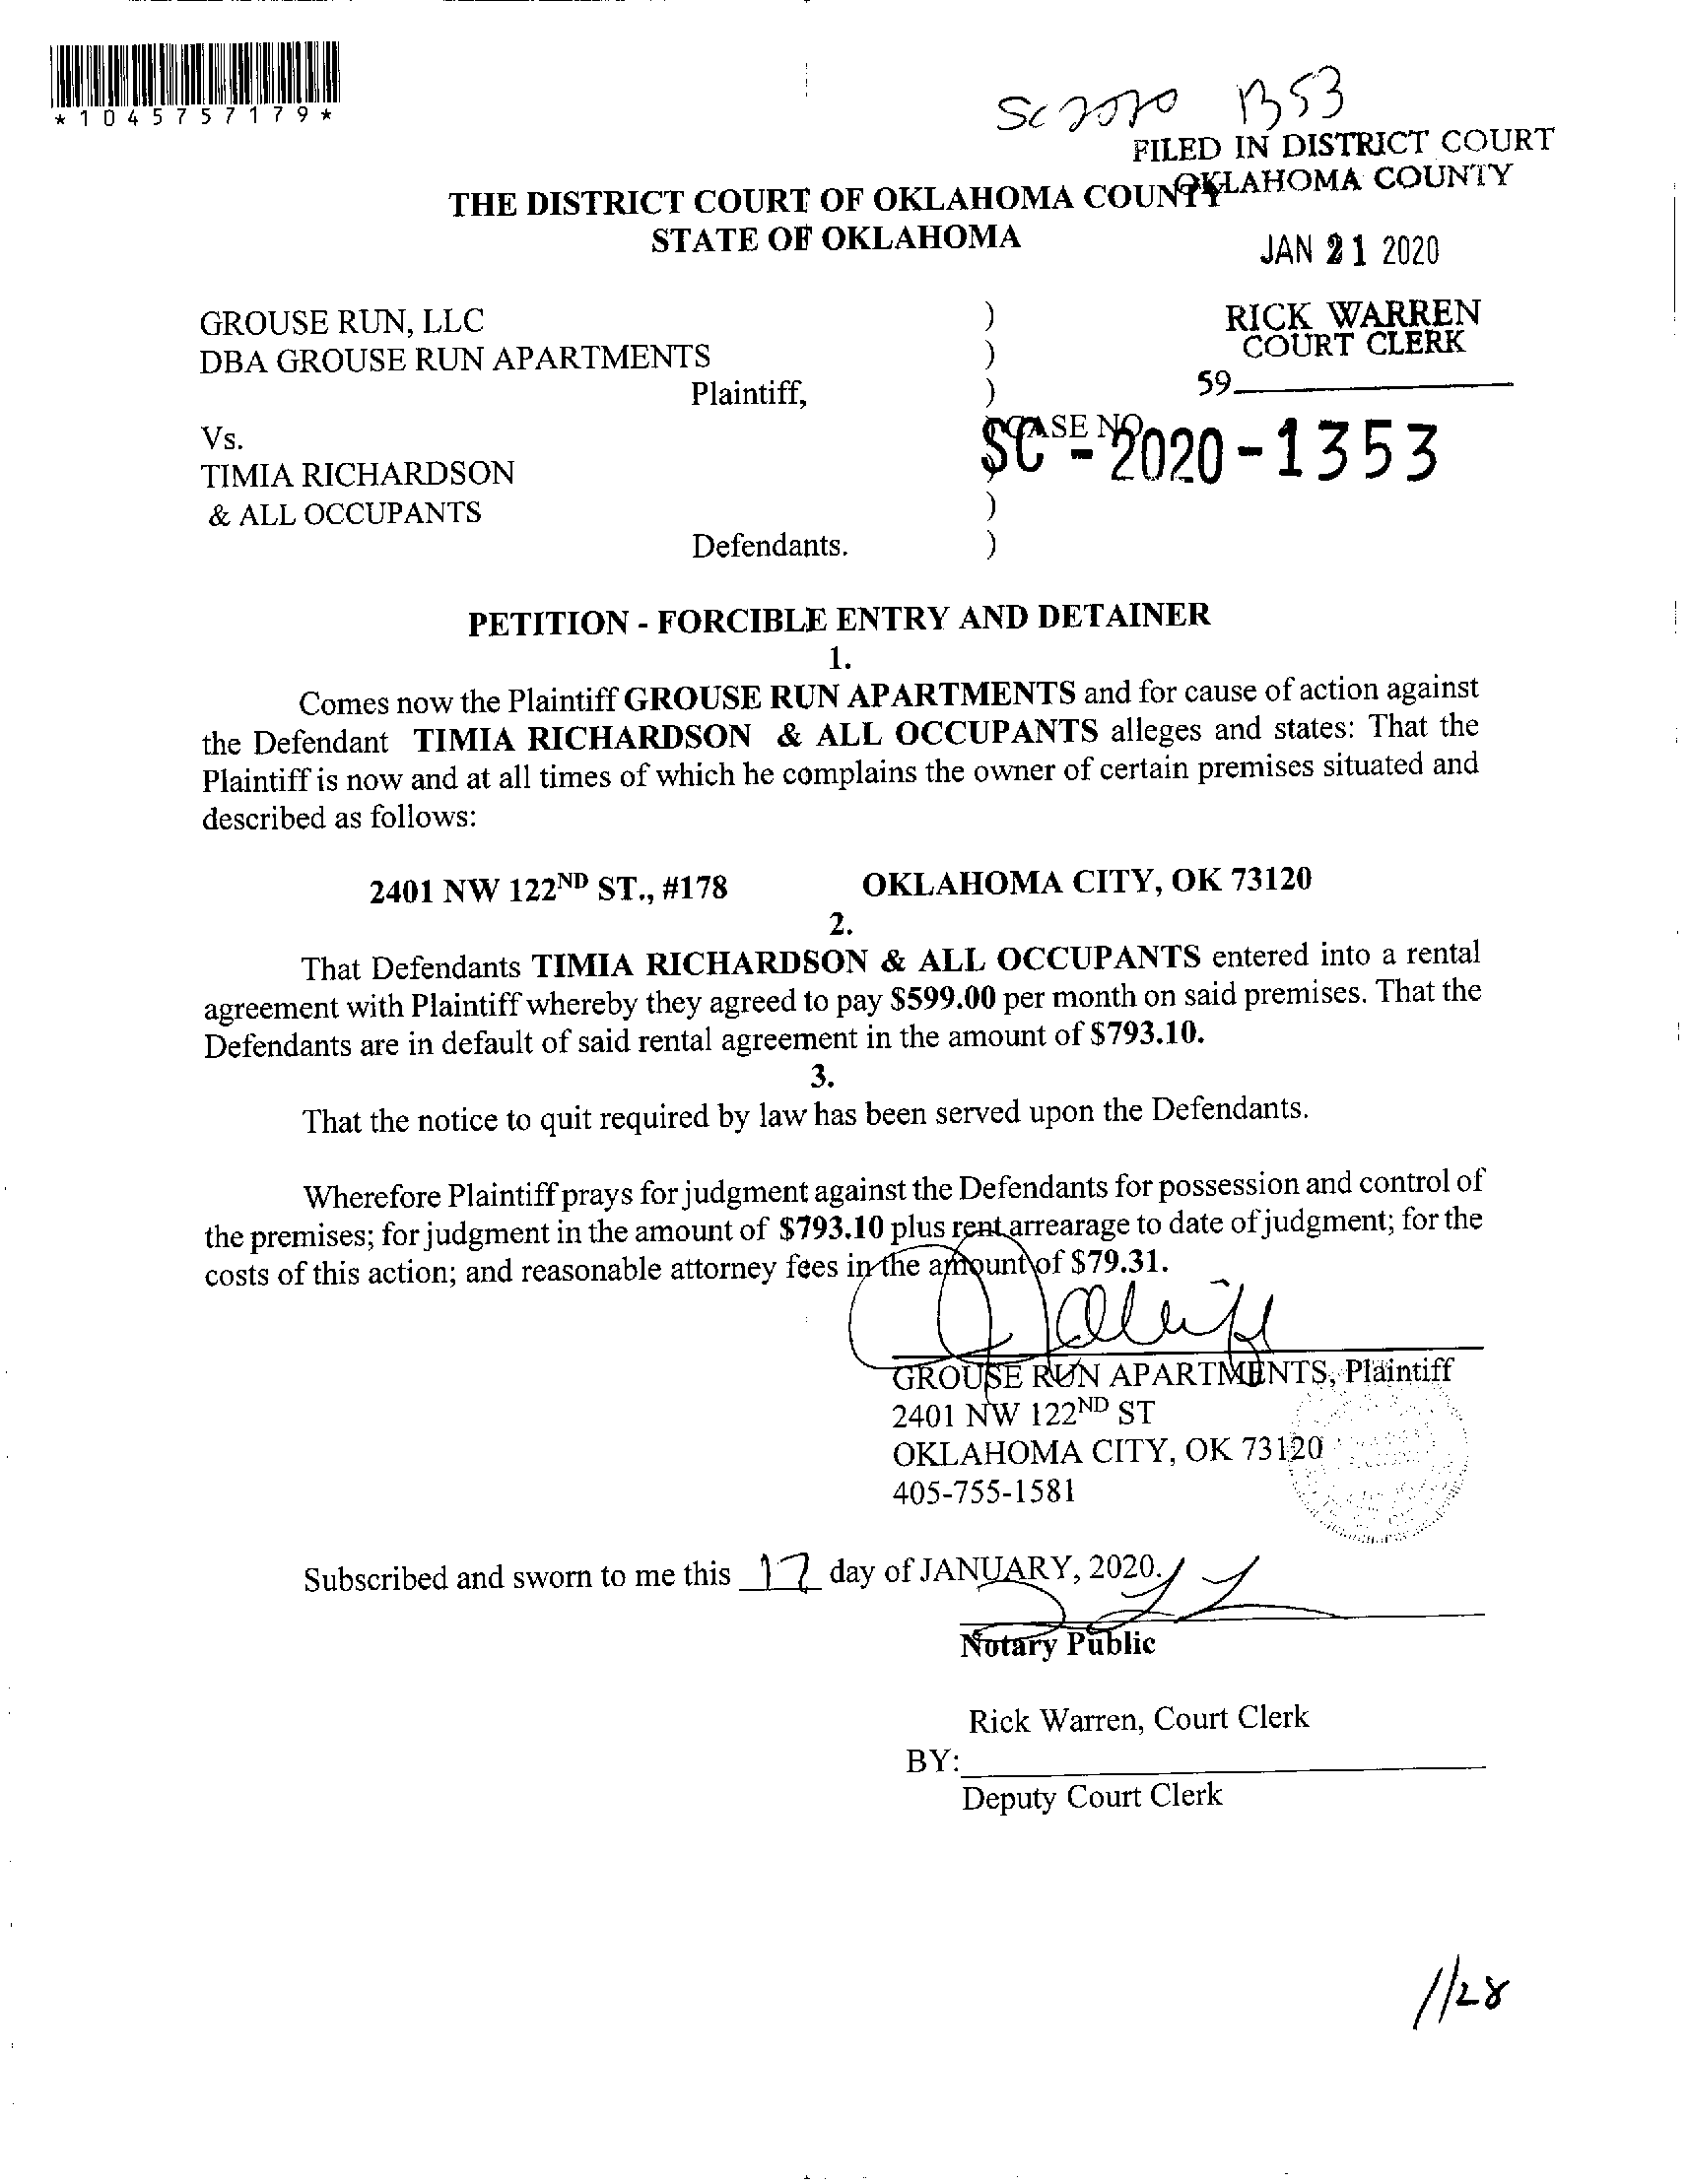 *1045757179*
SC 2020 1353
FILED IN DISTRICT COURT
OKLAHOMA COUNTY
THE DISTRICT COURT OF OKLAHOMA COUNTY
STATE OF OKLAHOMA
JAN 21 2020
GROUSE RUN, LLC
DBA GROUSE RUN APARTMENTS
Plaintiff,
RICK WARREN
COURT CLERK
59
Vs.
TIMIA RICHARDSON
& ALL OCCUPANTS
Defendants.
)
)
)
) CASE NO.
SC - 2020 - 1353
)
)
PETITION - FORCIBLE ENTRY AND DETAINER
1.
Comes now the Plaintiff GROUSE RUN APARTMENTS and for cause of action against
the Defendant TIMIA RICHARDSON & ALL OCCUPANTS alleges and states: That the
Plaintiff is now and at all times of which he complains the owner of certain premises situated and
described as follows:
2401 NW 122ND ST., #178 OKLAHOMA CITY, OK 73120
2.
That Defendants TIMIA RICHARDSON & ALL OCCUPANTS entered into a rental
agreement with Plaintiff whereby they agreed to pay $599.00 per month on said premises. That the
Defendants are in default of said rental agreement in the amount of $793.10.
3.
That the notice to quit required by law has been served upon the Defendants.
Wherefore Plaintiff prays for judgment against the Defendants for possession and control of
the premises; for judgment in the amount of $793.10 plus rent arrearage to date of judgment; for the
costs of this action; and reasonable attorney fees in the amount of $79.31.
GROUSE RUN APARTMENTS, Plaintiff
2401 NW 122ND ST
OKLAHOMA CITY, OK 73120
405-755-1581
Subscribed and sworn to me this 17 day of JANUARY, 2020.
Notary Public
Rick Warren, Court Clerk
BY:
Deputy Court Clerk
1/28